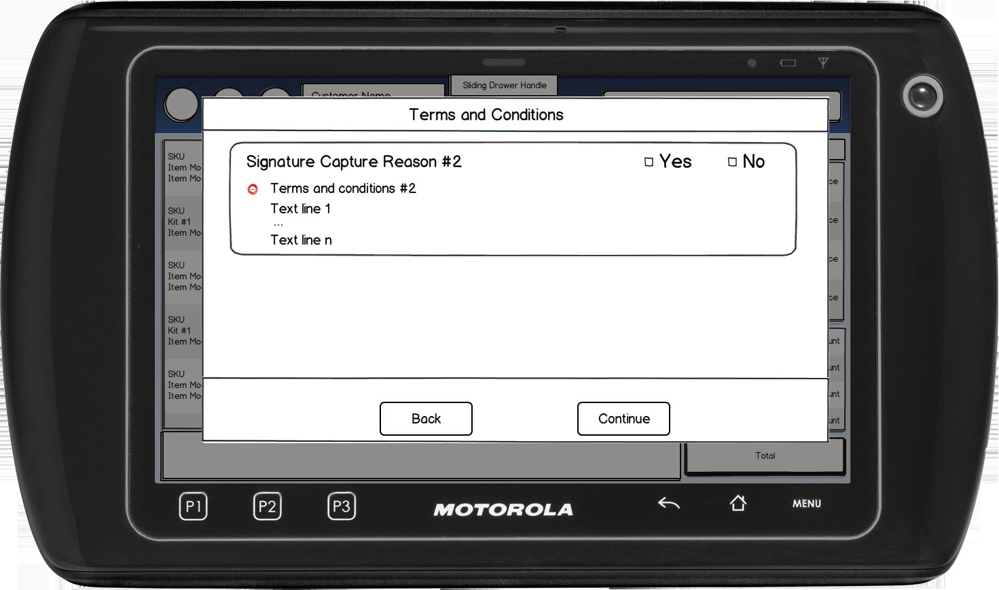 Customer Name
Sliding Drawer Handle
Terms and Conditions
Signature Capture Reason #2
Yes
No
Terms and conditions #2
Text line 1
...
Text line n
Back
Continue
SKU
Item Mo
Item Mo
SKU
Kit #1
Item Mo
SKU
Item Mo
Item Mo
SKU
Kit #1
Item Mo
SKU
Item Mo
Item Mo
ce
ce
ce
ce
unt
unt
unt
unt
Total
P1
P2
P3
MOTOROLA
MENU